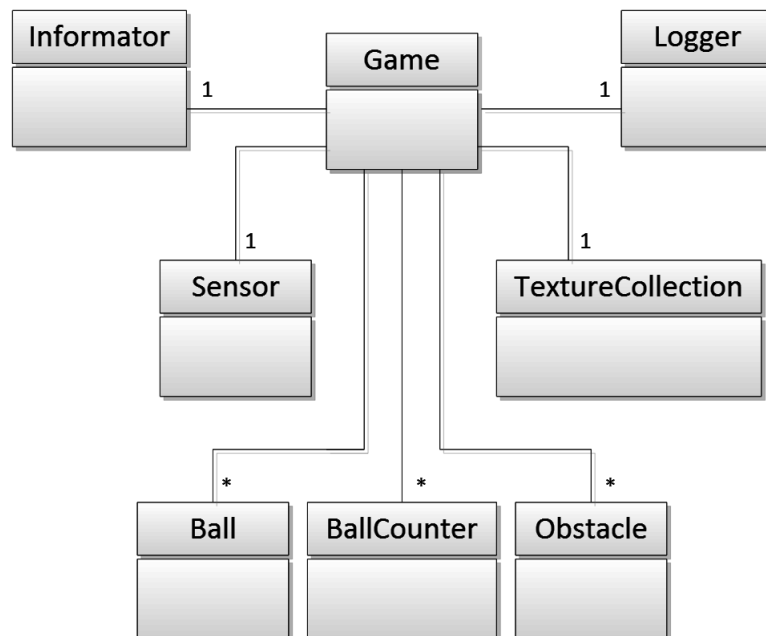 Informator
Game
Logger
1
1
1
1
Sensor
TextureCollection
*
*
*
Ball
BallCounter
Obstacle